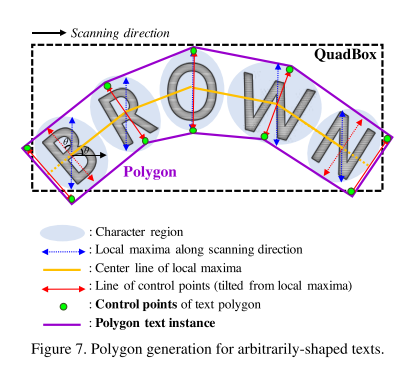 Scanning direction
QuadBox
BROWN
Polygon
: Character region
: Local maxima along scanning direction
: Center line of local maxima
: Line of control points (tilted from local maxima)
: Control points of text polygon
: Polygon text instance
Figure 7. Polygon generation for arbitrarily-shaped texts.